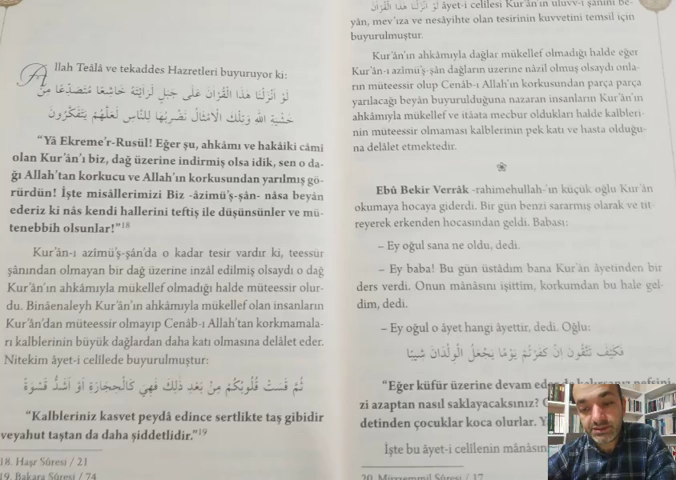 Allah Teâlâ ve tekaddes Hazretleri buyuruyor ki:
لَوْ اَنْزَلْنَا هٰذَا الْقُرْاٰنَ عَلٰى جَبَلٍ لَرَاَيْتَهُ خَاشِعًا مُتَصَدِّعًا مِنْ
خَشْيَةِ اللّٰهِ وَتِلْكَ الْاَمْثَالُ نَضْرِبُهَا لِلنَّاسِ لَعَلَّهُمْ يَتَفَكَّرُونَ
“Yâ Ekreme’r-Rusül! Eğer şu, ahkâmı ve hakâiki câmi
olan Kur’ân’ı biz, dağ üzerine indirmiş olsa idik, sen o da-
ğı Allah’tan korkucu ve Allah’ın korkusundan yarılmış gö-
rürdün! İşte misâllerimizi Biz -âzimü’ş-şân- nâsa beyân
ederiz ki nâs kendi hallerini teftiş ile düşünsünler ve mü-
tenebbih olsunlar!”18
Kur’ân-ı azîmü’ş-şân’da o kadar tesir vardır ki, teessür
şânından olmayan bir dağ üzerine inzâl edilmiş olsaydı o dağ
Kur’ân’ın ahkâmıyla mükellef olmadığı halde müteessir olur-
du. Binâenaleyh Kur’ân’ın ahkâmıyla mükellef olan insanların
Kur’ân’dan müteessir olmayıp Cenâb-ı Allah’tan korkmamala-
rı kalblerinin büyük dağlardan daha katı olmasına delâlet eder.
Nitekim âyet-i celîlede buyurulmuştur:
ثُمَّ قَسَتْ قُلُوبُكُمْ مِنْ بَعْدِ ذٰلِكَ فَهِيَ كَالْحِجَارَةِ اَوْ اَشَدُّ قَسْوَةً
“Kalbleriniz kasvet peydâ edince sertlikte taş gibidir
veyahut taştan da daha şiddetlidir.”19
18. Haşr Sûresi / 21
19. Bakara Sûresi / 74
لَوْ اَنْزَلْنَا هٰذَا الْقُرْاٰنَ âyet-i celîlesi Kur’ân’ın ulüvv-i şânını be-
yân, mev’ıza ve nesâyihte olan tesirinin kuvvetini temsil için
buyurulmuştur.
Kur’ân’ın ahkâmıyla dağlar mükellef olmadığı halde eğer
Kur’ân-ı azîmü’ş-şân dağların üzerine nâzil olmuş olsaydı onla-
rın müteessir olup Cenâb-ı Allah’ın korkusundan parça parça
yarılacağı beyan buyurulduğuna nazaran insanların Kur’ân’ın
ahkâmıyla mükellef ve itâata mecbur oldukları halde kalbleri-
nin müteessir olmaması kalblerinin pek katı ve hasta olduğu-
na delâlet etmektedir.
Ebû Bekir Verrâk -rahimehullah-’ın küçük oğlu Kur’ân
okumaya hocaya giderdi. Bir gün benzi sararmış olarak ve tit-
reyerek erkenden hocasından geldi. Babası:
– Ey oğul sana ne oldu, dedi.
– Ey baba! Bu gün üstâdım bana Kur’ân âyetinden bir
ders verdi. Onun mânâsını işittim, korkumdan bu hale gel-
dim, dedi.
– Ey oğul o âyet hangi âyettir, dedi. Oğlu:
فَكَيْفَ تَتَّقُونَ اِنْ كَفَرْتُمْ يَوْمًا يَجْعَلُ الْوِلْدَانَ شِيبًا
“Eğer küfür üzerine devam
zi azaptan nasıl saklayacaksınız?
detinden çocuklar koca olurlar.
İşte bu âyet-i celîlenin
20. Müzzemmil Sûresi / 17